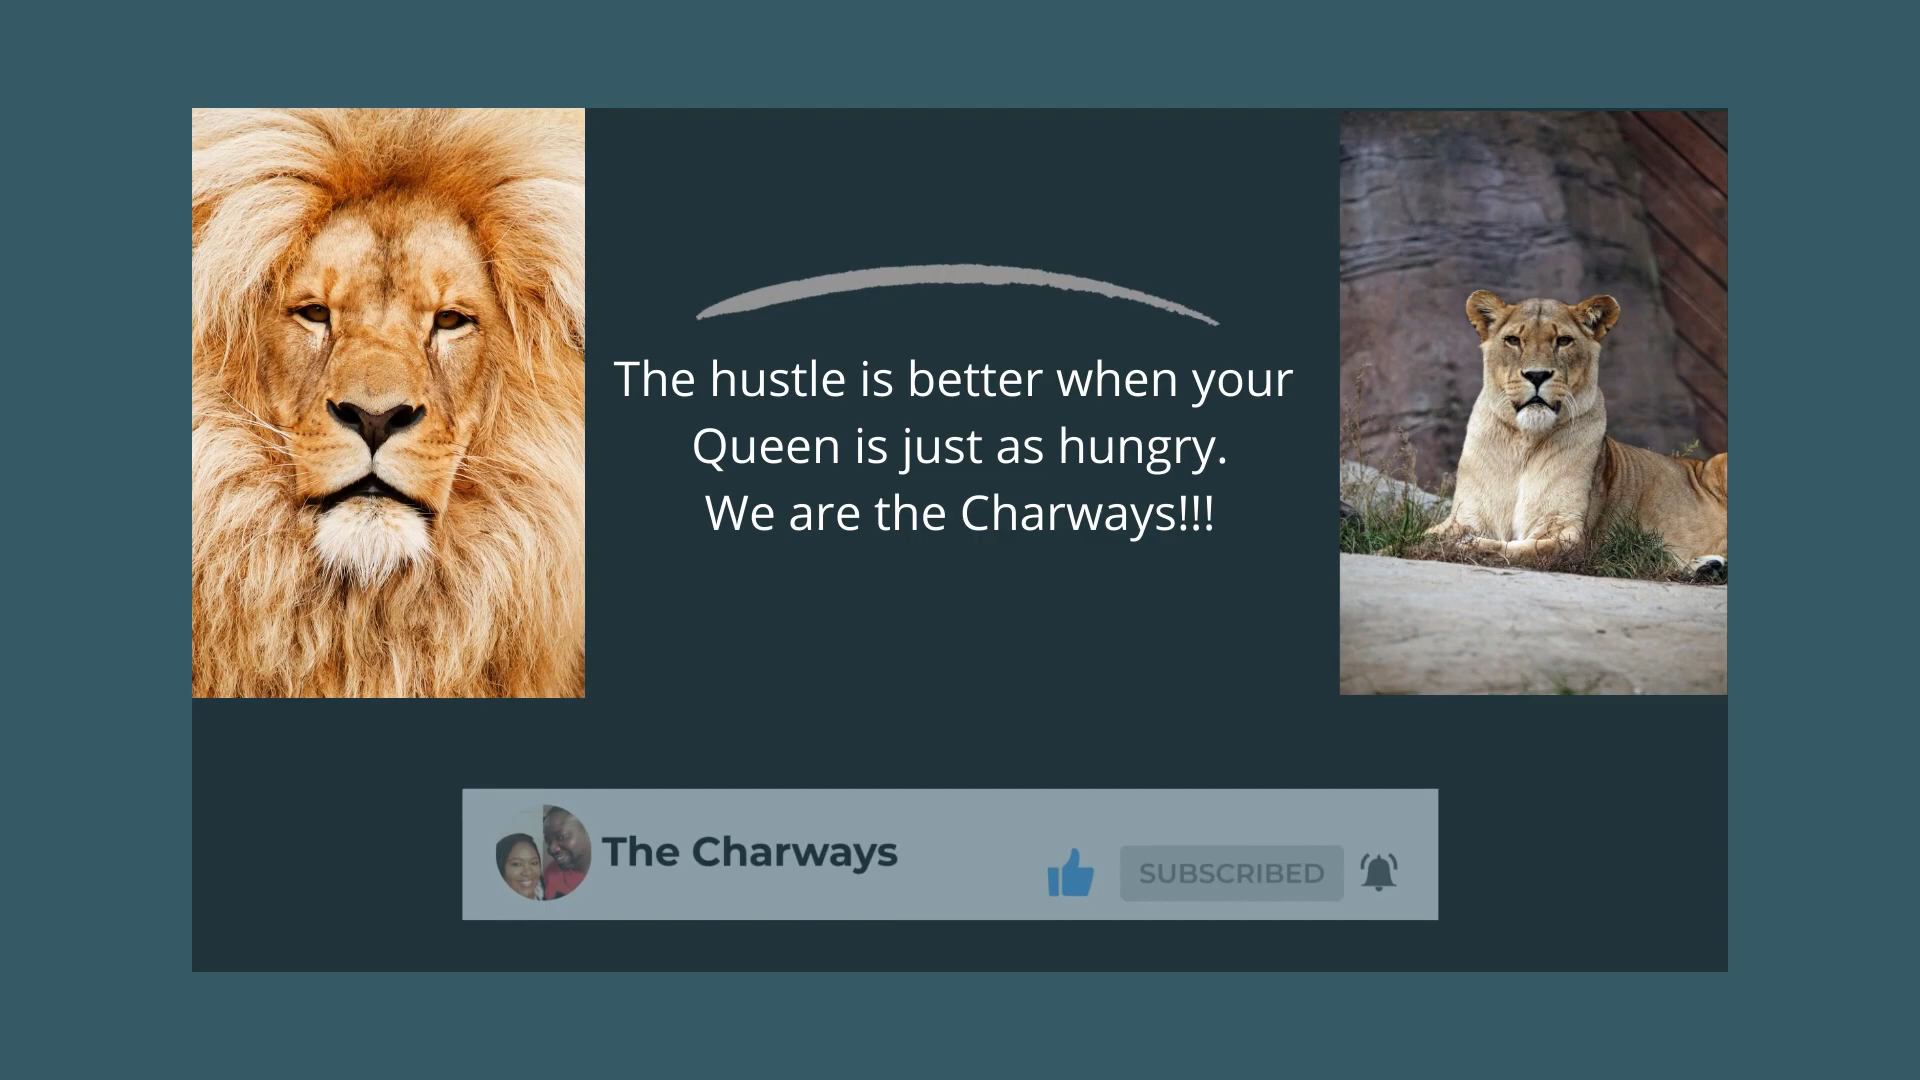 The hustle is better when your
Queen is just as hungry.
We are the Charways!!!
The Charways
SUBSCRIBED